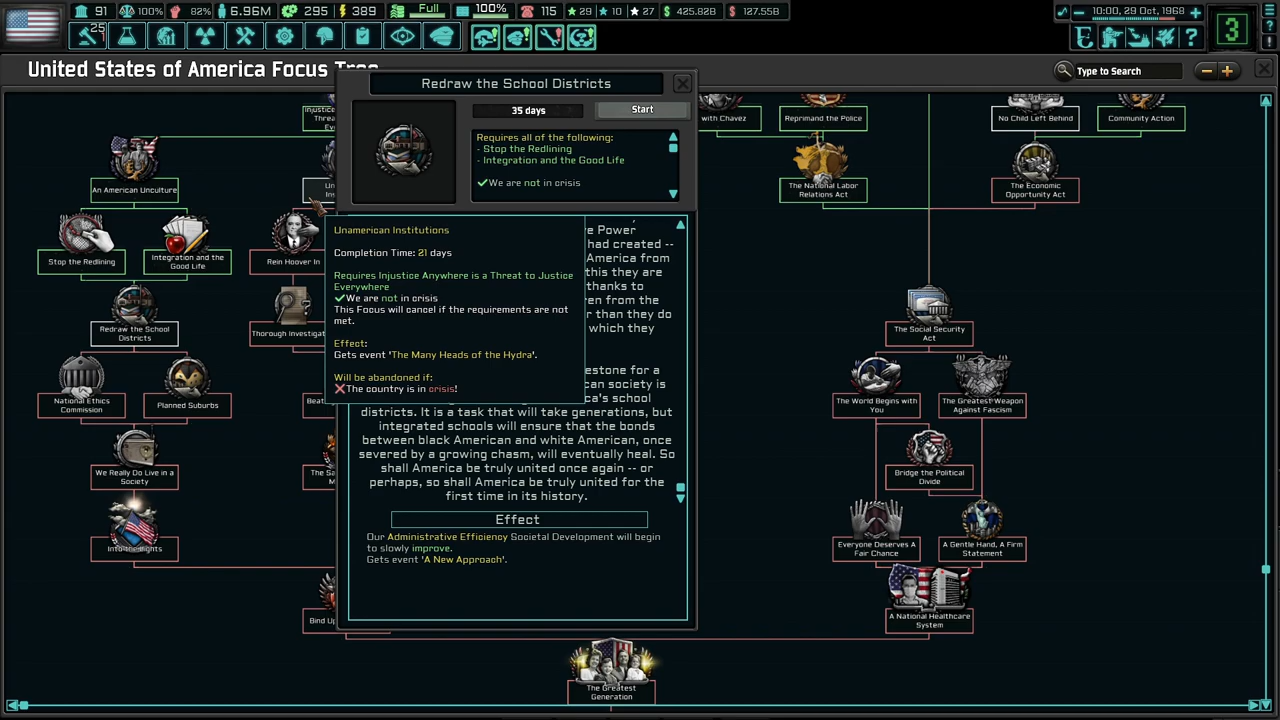 91
100%
82%
6.96M
295
389
Full
100%
115
29
10
27
$ 425.82B
$ 127.55B
10:00, 29 Oct, 1968
25
3
United States of America Focus Tree
Type to Search
Redraw the School Districts
35 days
Start
Requires all of the following:
- Stop the Redlining
- Integration and the Good Life
We are not in crisis
with Chavez
Reprimand the Police
No Child Left Behind
Community Action
An American Unculture
The National Labor
Relations Act
The Economic
Opportunity Act
Stop the Redlining
Integration and the
Good Life
Rein Hoover In
Unamerican Institutions
Completion Time: 21 days
Requires Injustice Anywhere is a Threat to Justice
Everywhere
We are not in crisis
This Focus will cancel if the requirements are not
met.
Effect:
Gets event 'The Many Heads of the Hydra'.
Will be abandoned if:
The country is in crisis!
ve Power
had created --
America from
this they are
thanks to
ren from the
r than they do
which they
estone for a
can society is
ca's school
districts. It is a task that will take generations, but
integrated schools will ensure that the bonds
between black American and white American, once
severed by a growing chasm, will eventually heal. So
shall America be truly united once again -- or
perhaps, so shall America be truly united for the
first time in its history.
Effect
Our Administrative Efficiency Societal Development will begin
to slowly improve.
Gets event 'A New Approach'.
Redraw the School
Districts
Thorough Investigat
The Social Security
Act
National Ethics
Commission
Planned Suburbs
Beat
The World Begins with
You
The Greatest Weapon
Against Fascism
We Really Do Live in a
Society
The Sa
Bridge the Political
Divide
Into the Lights
Everyone Deserves A
Fair Chance
A Gentle Hand, A Firm
Statement
Bind Up
A National Healthcare
System
The Greatest
Generation